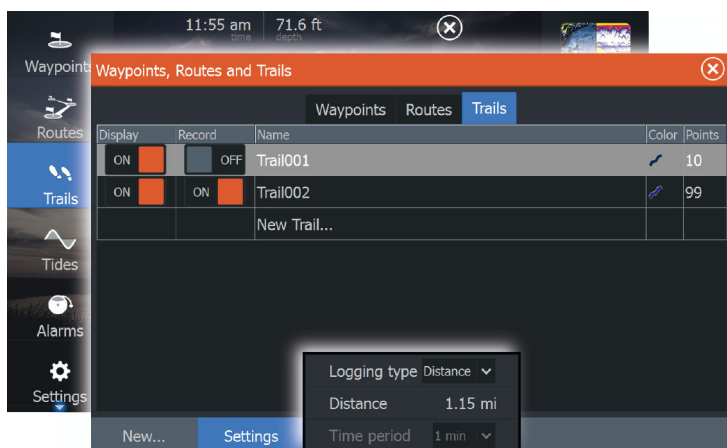 11:55 am
time
71.6 ft
depth
Waypoints
Routes
Trails
Tides
Alarms
Settings
Waypoints, Routes and Trails
Waypoints Routes Trails
Display Record Name Color Points
ON OFF Trail001 10
ON ON Trail002 99
New Trail...
Logging type Distance
Distance 1.15 mi
Time period 1 min
New... Settings